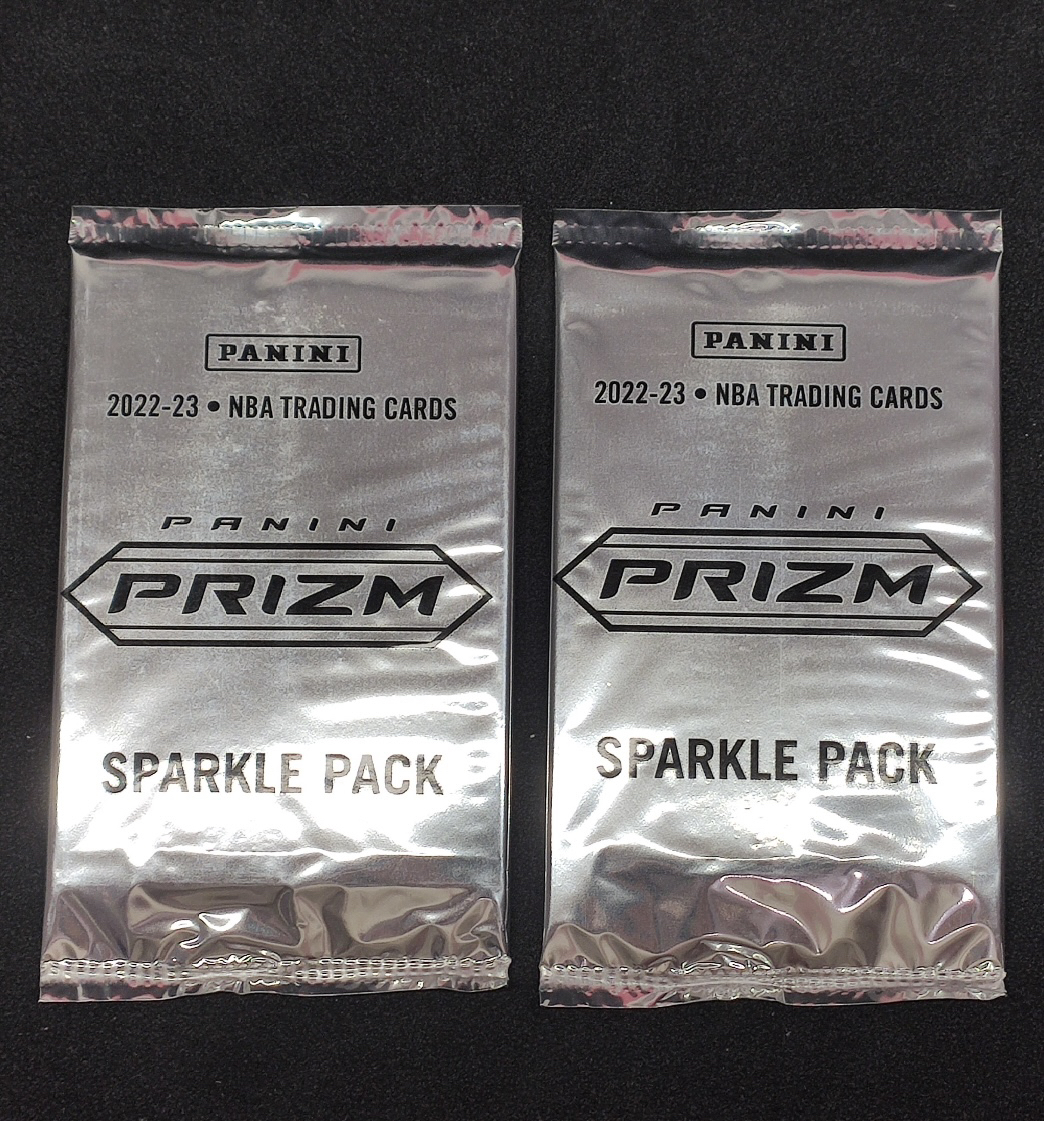 PANINI
2022-23 • NBA TRADING CARDS
PANINI
PRIZM
SPARKLE PACK
PANINI
2022-23 • NBA TRADING CARDS
PANINI
PRIZM
SPARKLE PACK